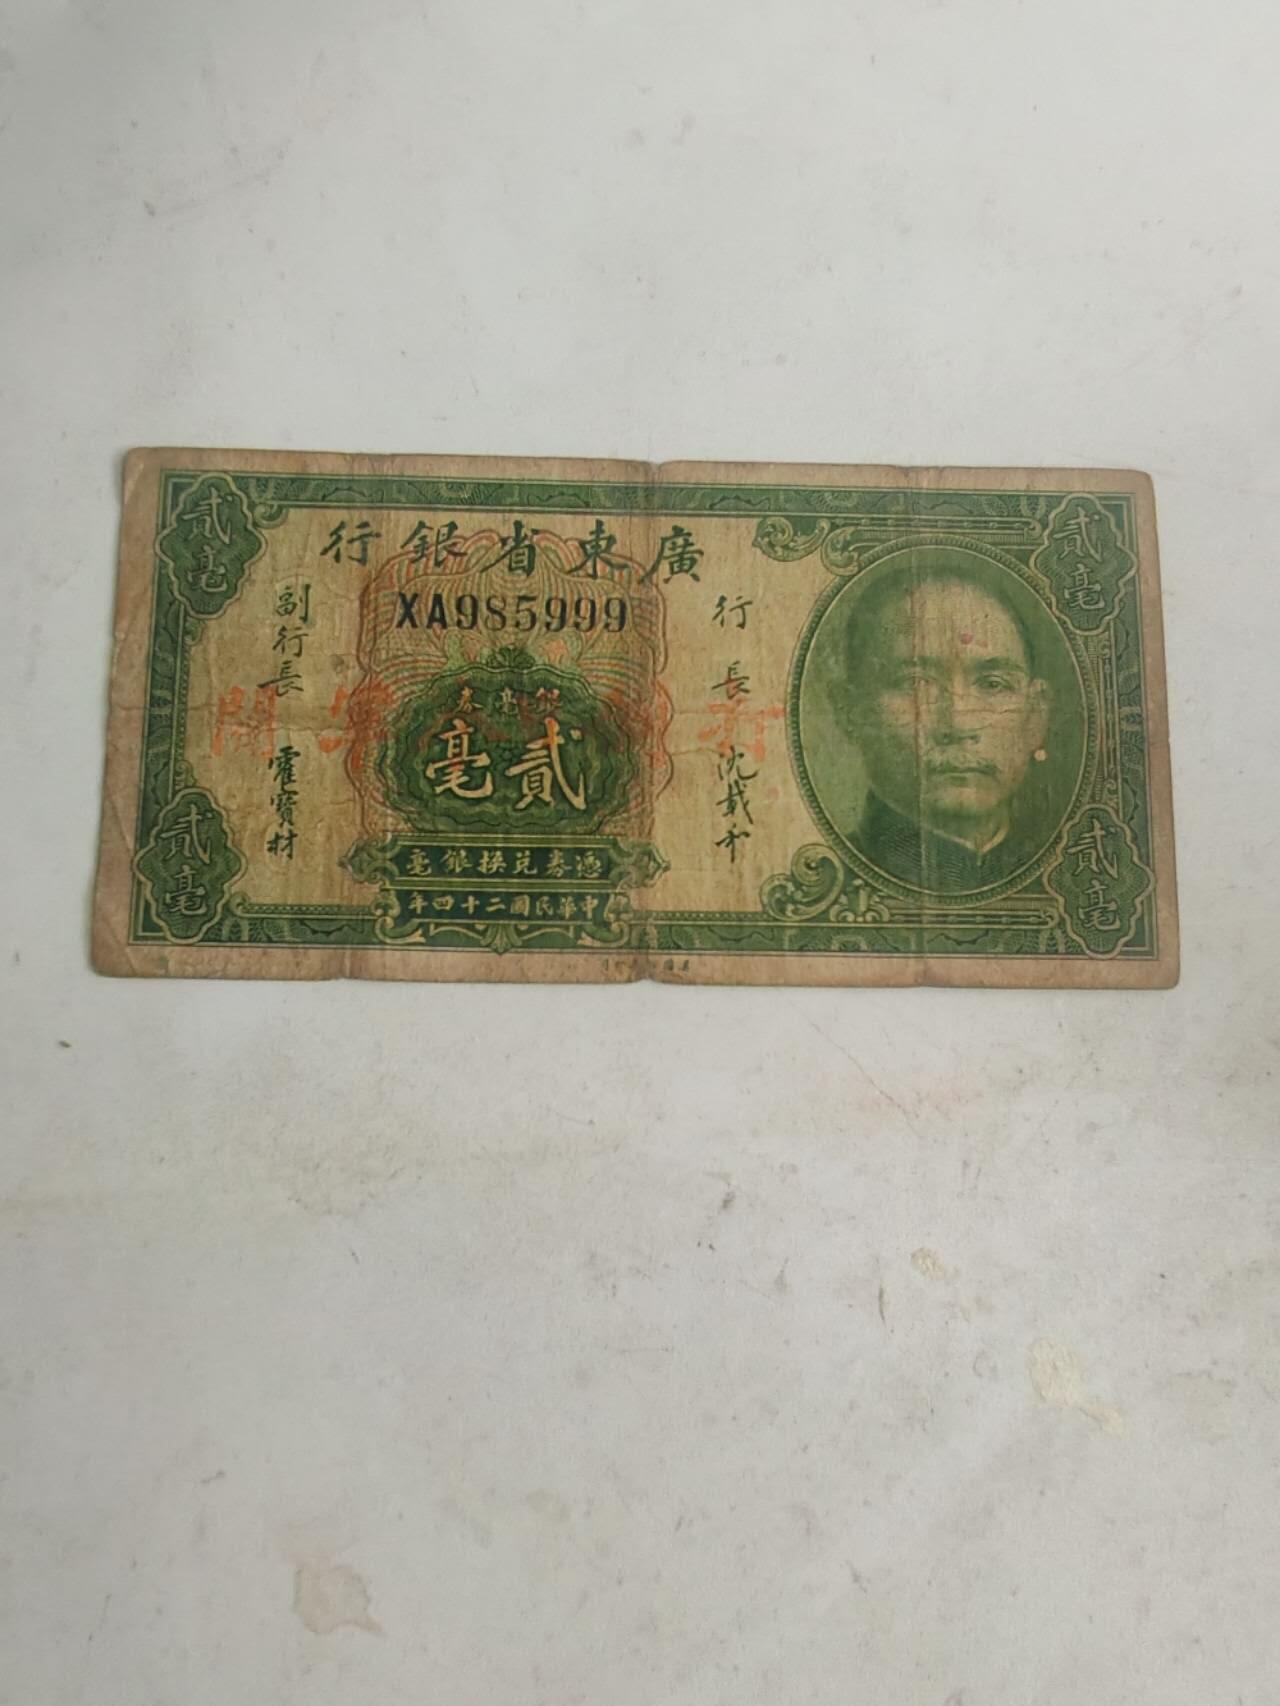 廣東省銀行
XA985999
貳毫
貳毫
行長
沈載和
副行長
霍寶材
銀毫券
貳毫
憑券兌換銀毫
中華民國二十四年
貳毫
貳毫